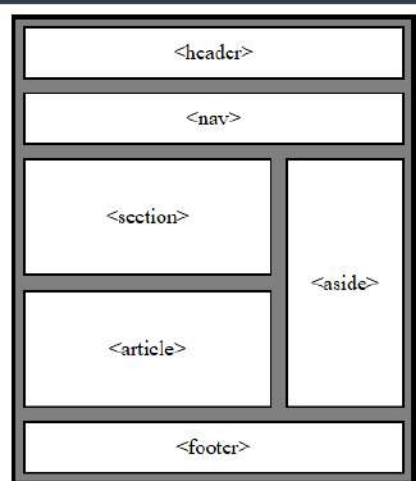 <header>
<nav>
<section>
<aside>
<article>
<footer>